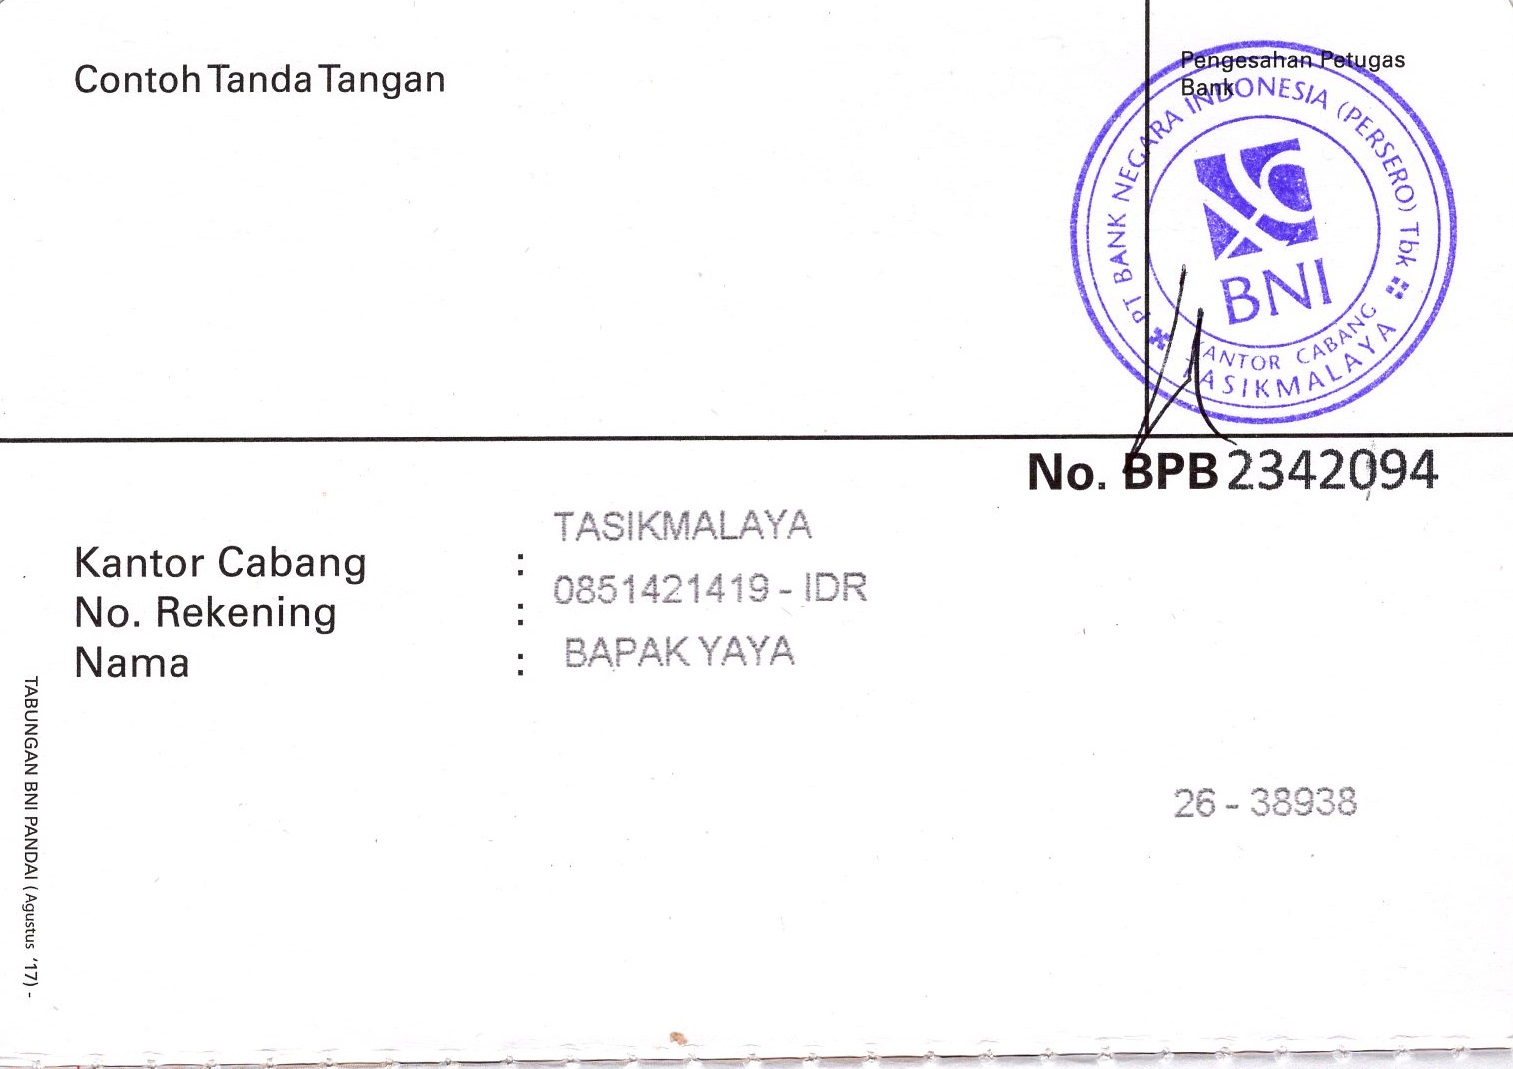 Contoh Tanda Tangan
Pengesahan Petugas
Bank
PT BANK NEGARA INDONESIA (PERSERO) Tbk
BNI
KANTOR CABANG
TASIKMALAYA
No. BPB 2342094
TASIKMALAYA
Kantor Cabang :
0851421419 - IDR
No. Rekening :
BAPAK YAYA
Nama :
26 - 38938
TABUNGAN BNI PANDAI (Agustus '17) -